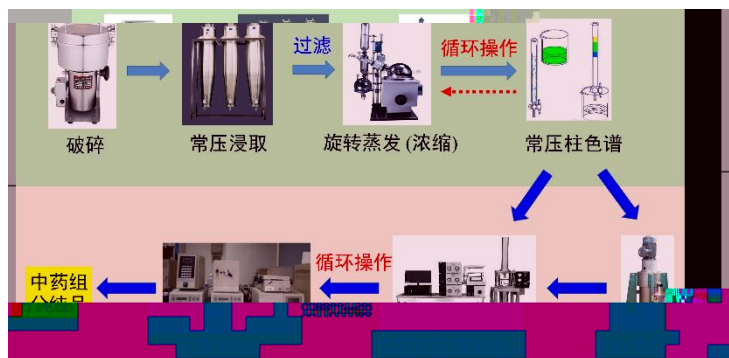 过滤
循环操作
破碎
常压浸取
旋转蒸发 (浓缩)
常压柱色谱
循环操作
中药组